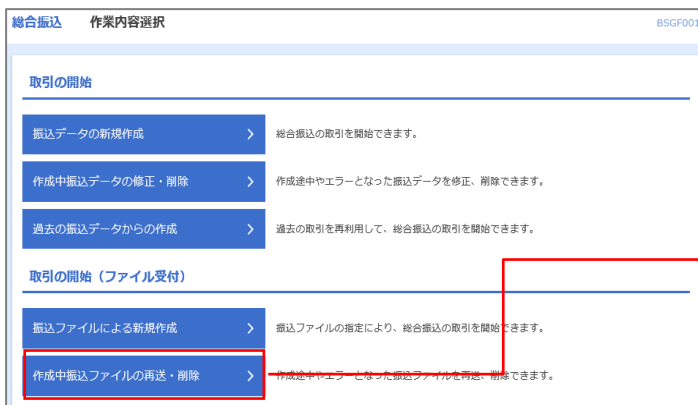 総合振込 作業内容選択 BSGF001
取引の開始
振込データの新規作成 総合振込の取引を開始できます。
作成中振込データの修正・削除 作成途中やエラーとなった振込データを修正、削除できます。
過去の振込データからの作成 過去の取引を再利用して、総合振込の取引を開始できます。
取引の開始（ファイル受付）
振込ファイルによる新規作成 振込ファイルの指定により、総合振込の取引を開始できます。
作成中振込ファイルの再送・削除 作成途中やエラーとなった振込ファイルを再送、削除できます。